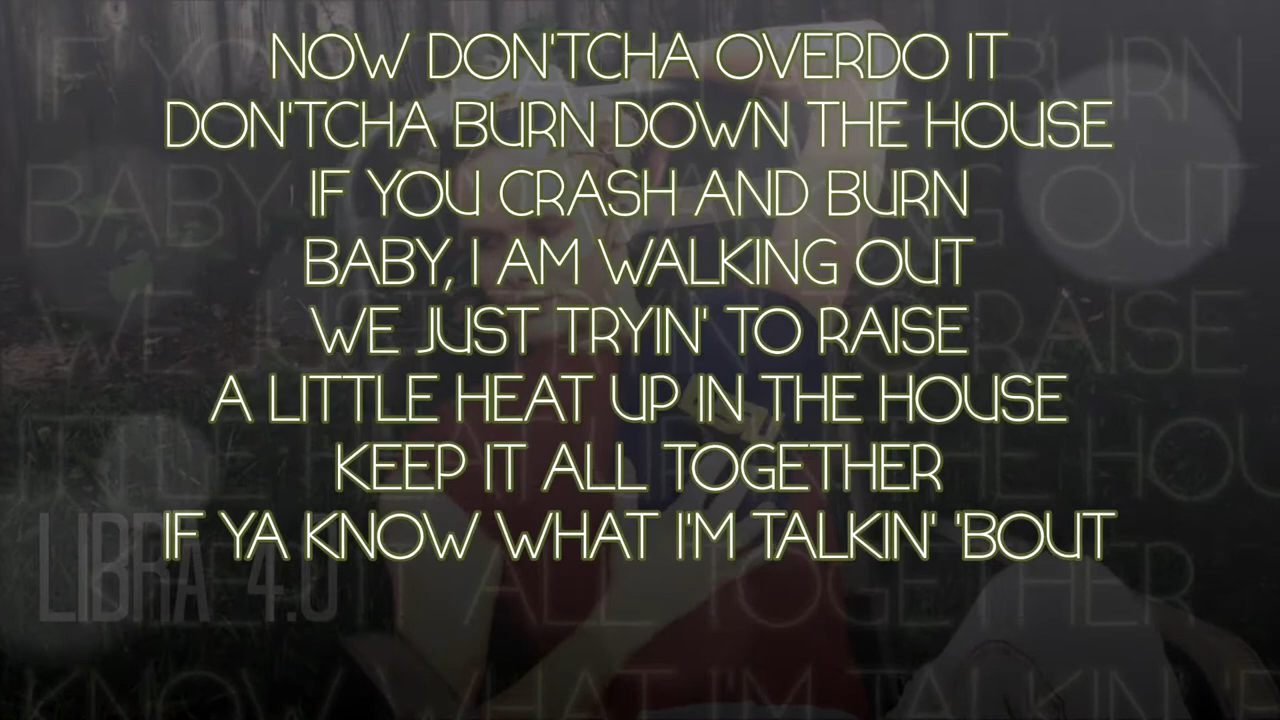 NOW DON'TCHA OVERDO IT
DON'TCHA BURN DOWN THE HOUSE
IF YOU CRASH AND BURN
BABY, I AM WALKING OUT
WE JUST TRYIN' TO RAISE
A LITTLE HEAT UP IN THE HOUSE
KEEP IT ALL TOGETHER
IF YA KNOW WHAT I'M TALKIN' 'BOUT
LIBRA 4.0